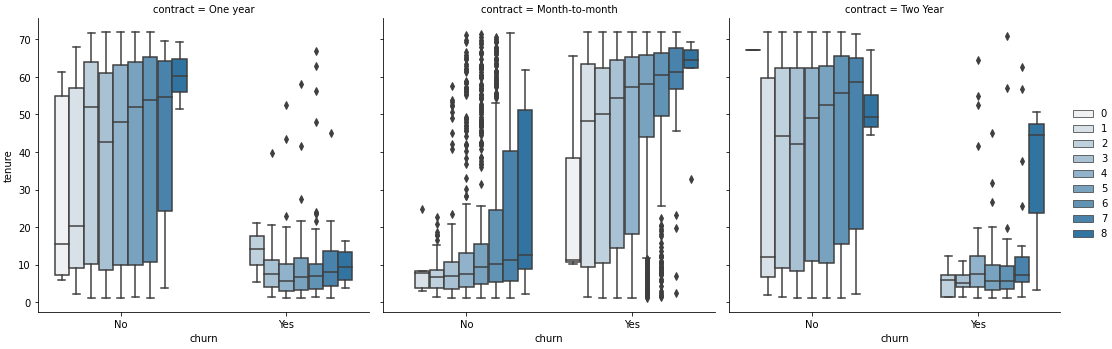 contract = One year
contract = Month-to-month
contract = Two Year
tenure
70
60
50
40
30
20
10
0
No
Yes
No
Yes
No
Yes
churn
churn
churn
0
1
2
3
4
5
6
7
8